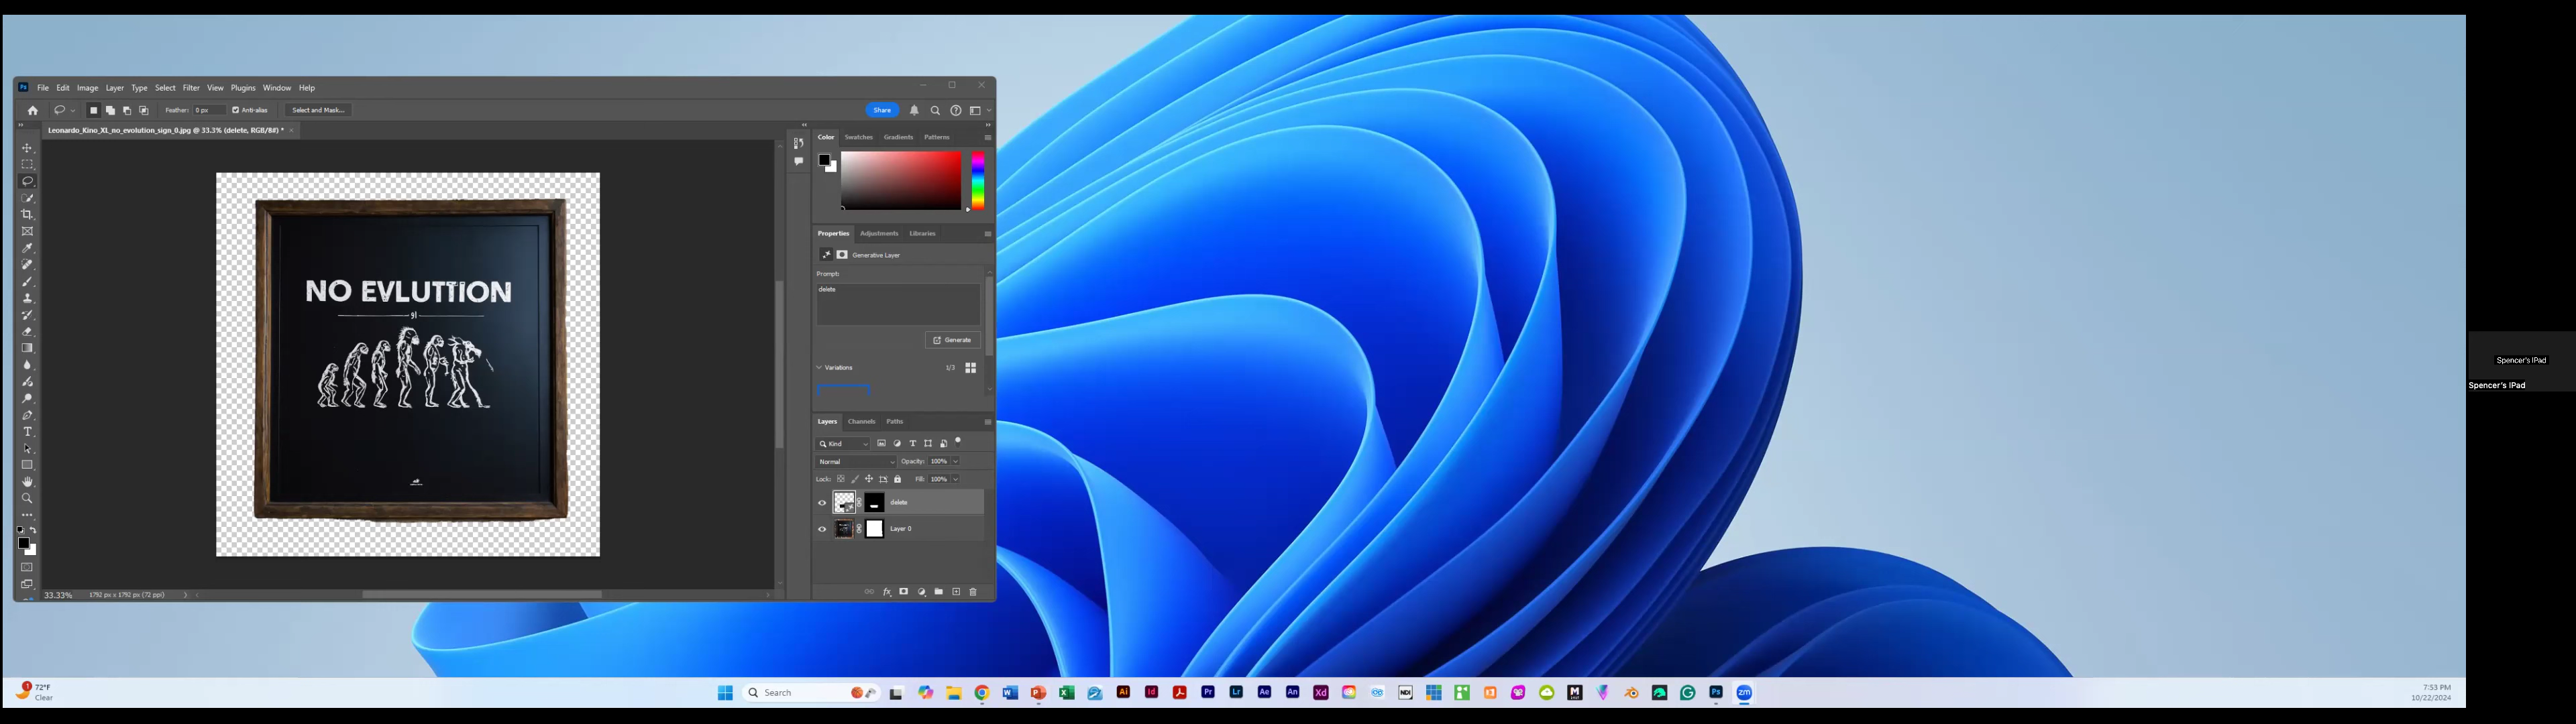 File Edit Image Layer Type Select Filter View Plugins Window Help
Feather: 0 px Anti-alias Select and Mask... Share
Leonardo_Kino_XL_no_evolution_sign_0.jpg @ 33.3% (delete, RGB/8#) *
Color Swatches Gradients Patterns
Properties Adjustments Libraries
Generative Layer
Prompt:
delete
Generate
Variations 1/3
Layers Channels Paths
Kind
Normal Opacity: 100%
Lock: Fill: 100%
delete
Layer 0
NO EVLUTTION
33.33% 1792 px x 1792 px (72 ppi)
Spencer's iPad
Spencer's iPad
72°F
Clear
Search
7:53 PM
10/22/2024